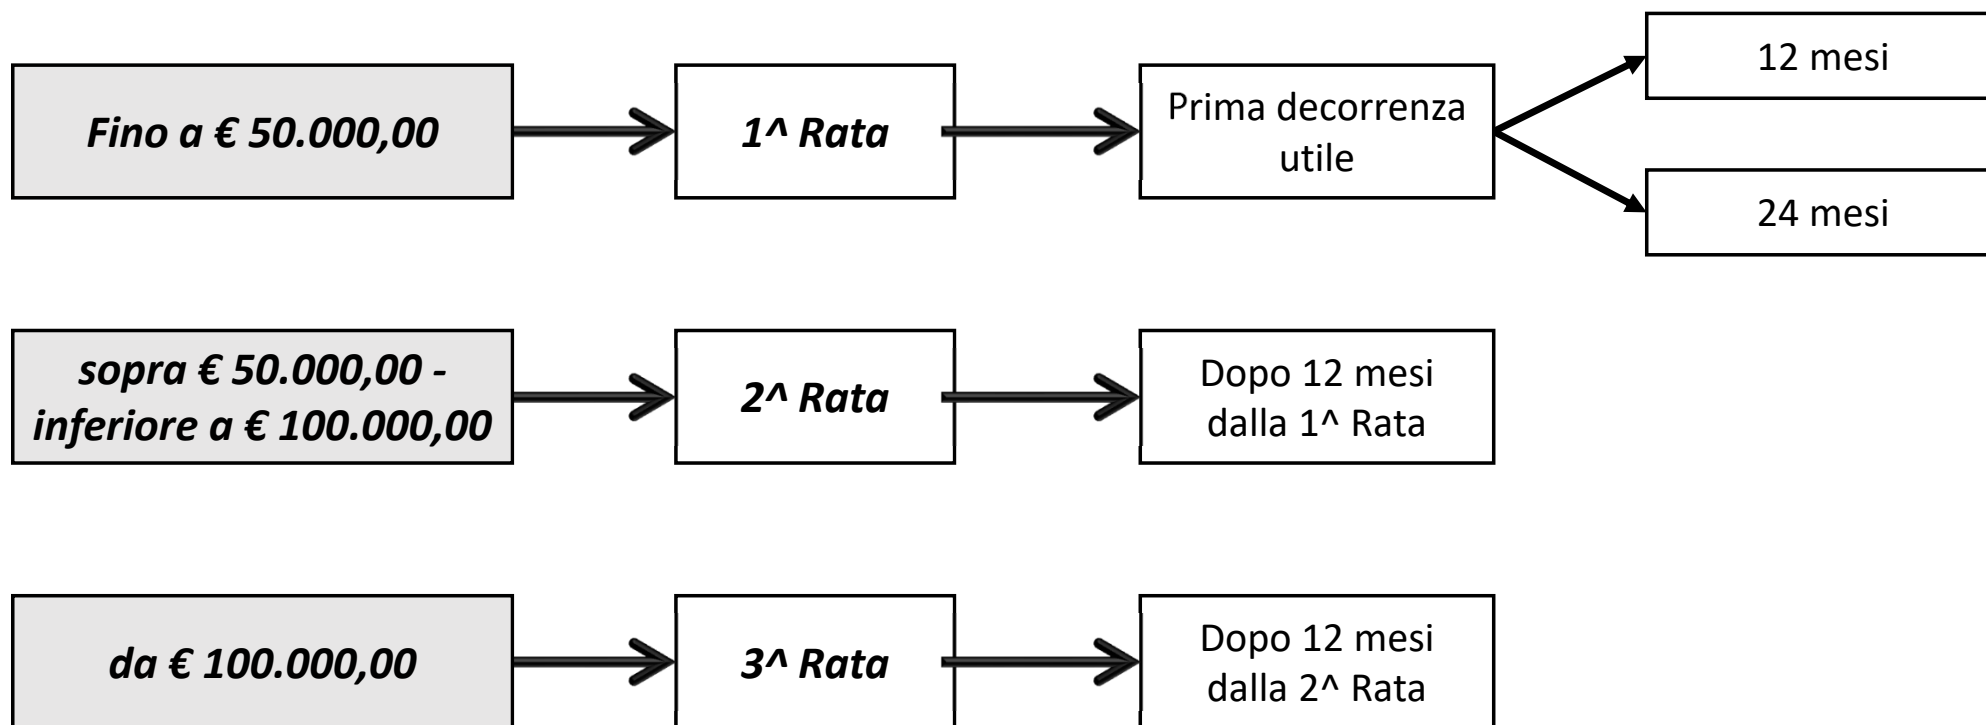 Fino a € 50.000,00
1^ Rata
Prima decorrenza
utile
12 mesi
24 mesi
sopra € 50.000,00 -
inferiore a € 100.000,00
2^ Rata
Dopo 12 mesi
dalla 1^ Rata
da € 100.000,00
3^ Rata
Dopo 12 mesi
dalla 2^ Rata